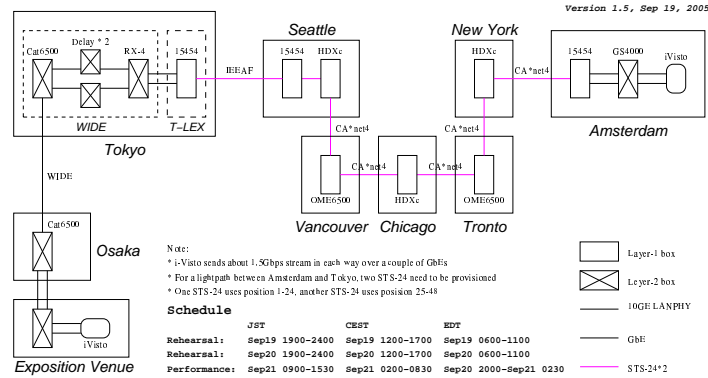 Version 1.5, Sep 19, 2005
Seattle
New York
Cat6500
Delay * 2
RX-4
15454
IEEAF
15454
HDXc
HDXc
CA*net4
15454
GS4000
iVisto
WIDE
T-LEX
Tokyo
CA*net4
CA*net4
Amsterdam
WIDE
CA*net4
CA*net4
OME6500
HDXc
OME6500
Vancouver
Chicago
Tronto
Cat6500
Osaka
Note:
* i-Visto sends about 1.5Gbps stream in each way over a couple of GbEs
* For a lightpath between Amsterdam and Tokyo, two STS-24 need to be provisioned
* One STS-24 uses position 1-24, another STS-24 uses posision 25-48
Layer-1 box
Leyer-2 box
10GE LANPHY
GbE
STS-24*2
iVisto
Exposition Venue
Schedule
JST CEST EDT
Rehearsal: Sep19 1900-2400 Sep19 1200-1700 Sep19 0600-1100
Rehearsal: Sep20 1900-2400 Sep20 1200-1700 Sep20 0600-1100
Performance: Sep21 0900-1530 Sep21 0200-0830 Sep20 2000-Sep21 0230